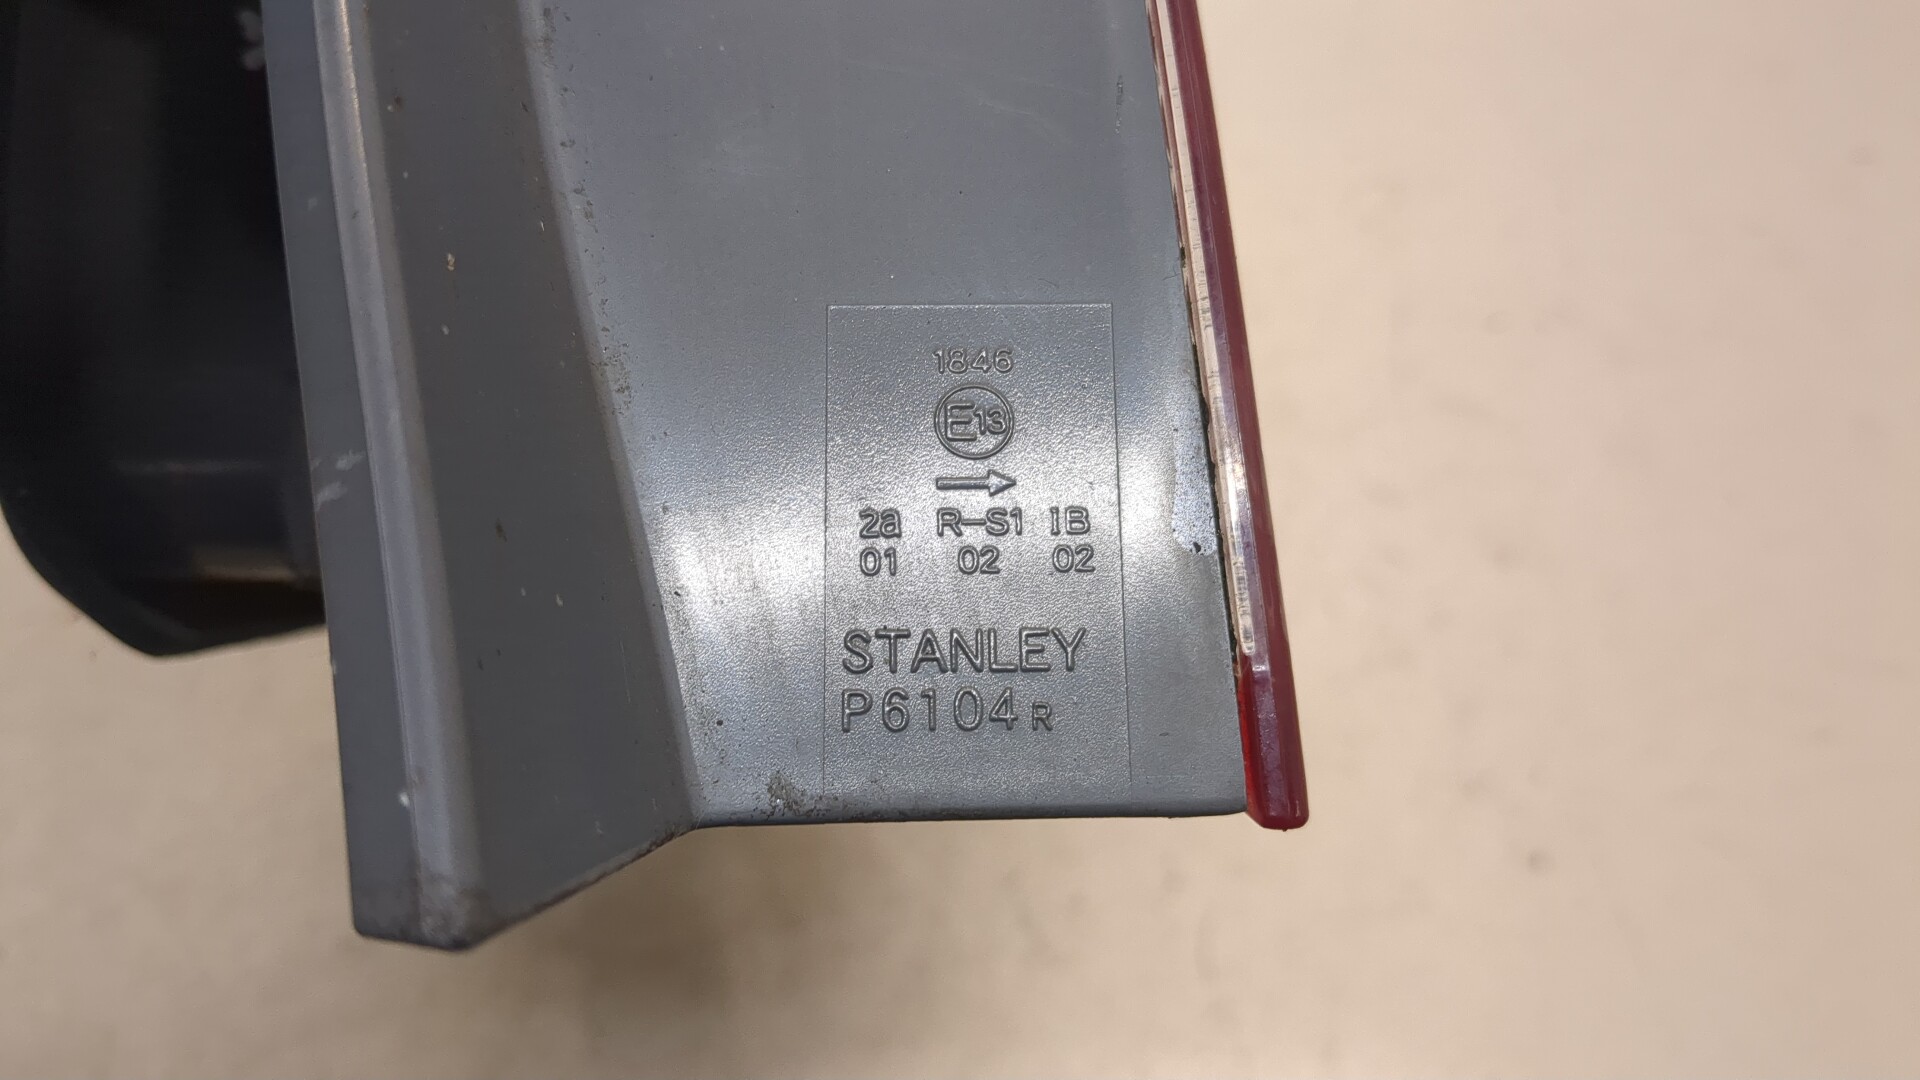 1846
E13
→
2a R-S1 IB
01 02 02
STANLEY
P6104R